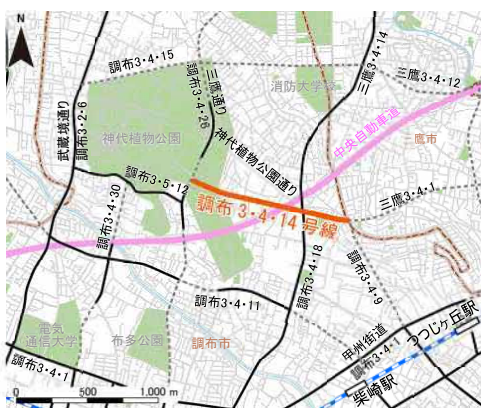 N
調布3・4・15
三鷹通り
調布3・4・26
消防大学校
三鷹3・4・14
三鷹3・4・12
武蔵境通り
調布3・2・6
神代植物公園
神代植物公園通り
中央自動車道
鷹市
調布3・5・12
調布3・4・30
調布 3・4・14 号線
三鷹3・4・1
調布3・4・18
調布3・4・9
調布3・4・11
電気
通信大学
布多公園
調布市
甲州街道
調布3・4・1
つつじヶ丘駅
柴崎駅
調布3・4・1
0 500 1,000 m